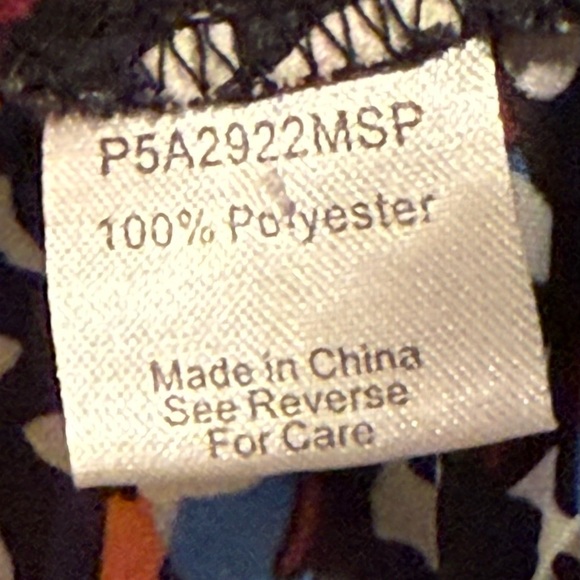 P5A2922MSP
100% Polyester
Made in China
See Reverse
For Care